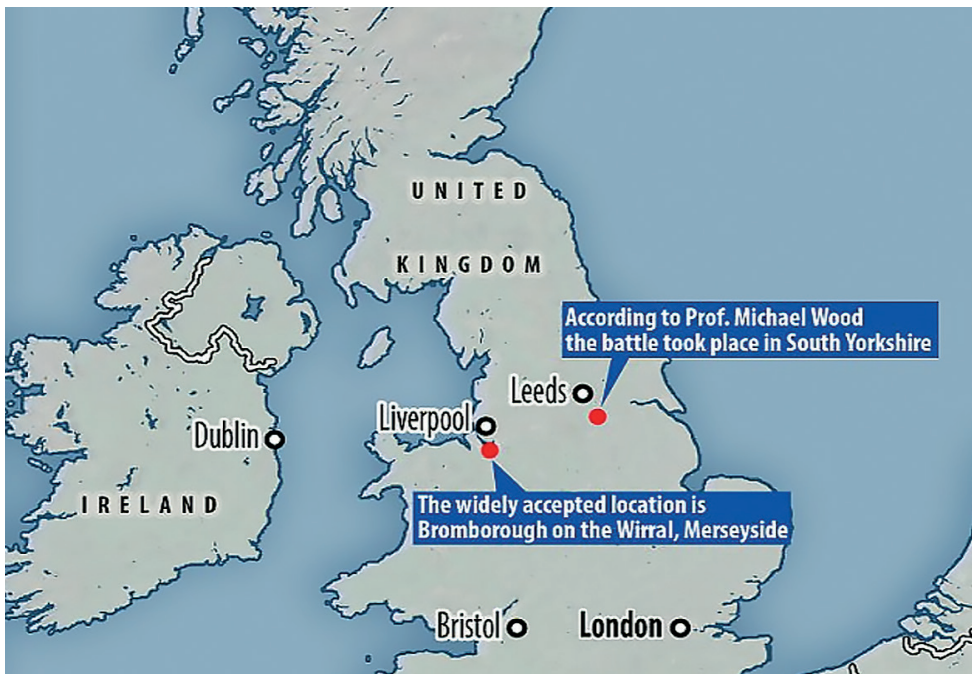 UNITED
KINGDOM
According to Prof. Michael Wood
the battle took place in South Yorkshire
Leeds
Liverpool
Dublin
IRELAND
The widely accepted location is
Bromborough on the Wirral, Merseyside
Bristol
London